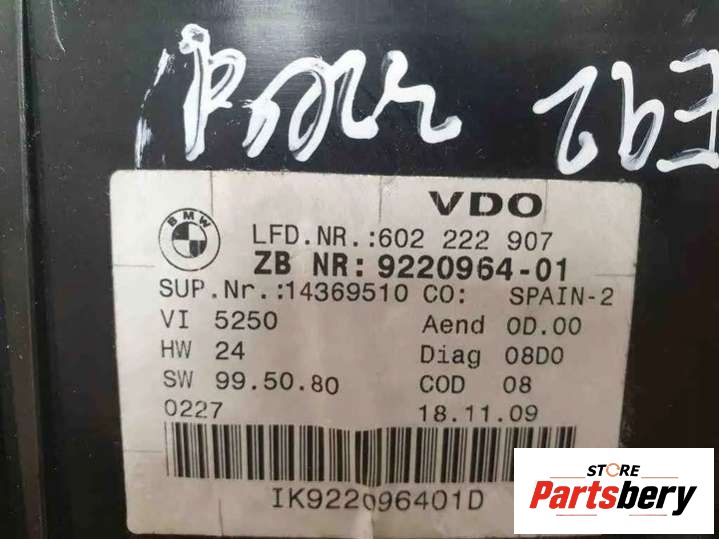 E92
BMW
VDO
LFD.NR.:602 222 907
ZB NR: 9220964-01
SUP.Nr.:14369510 CO: SPAIN-2
VI 5250 Aend 0D.00
HW 24 Diag 08D0
SW 99.50.80 COD 08
0227 18.11.09
IK922096401D
STORE
Partsbery